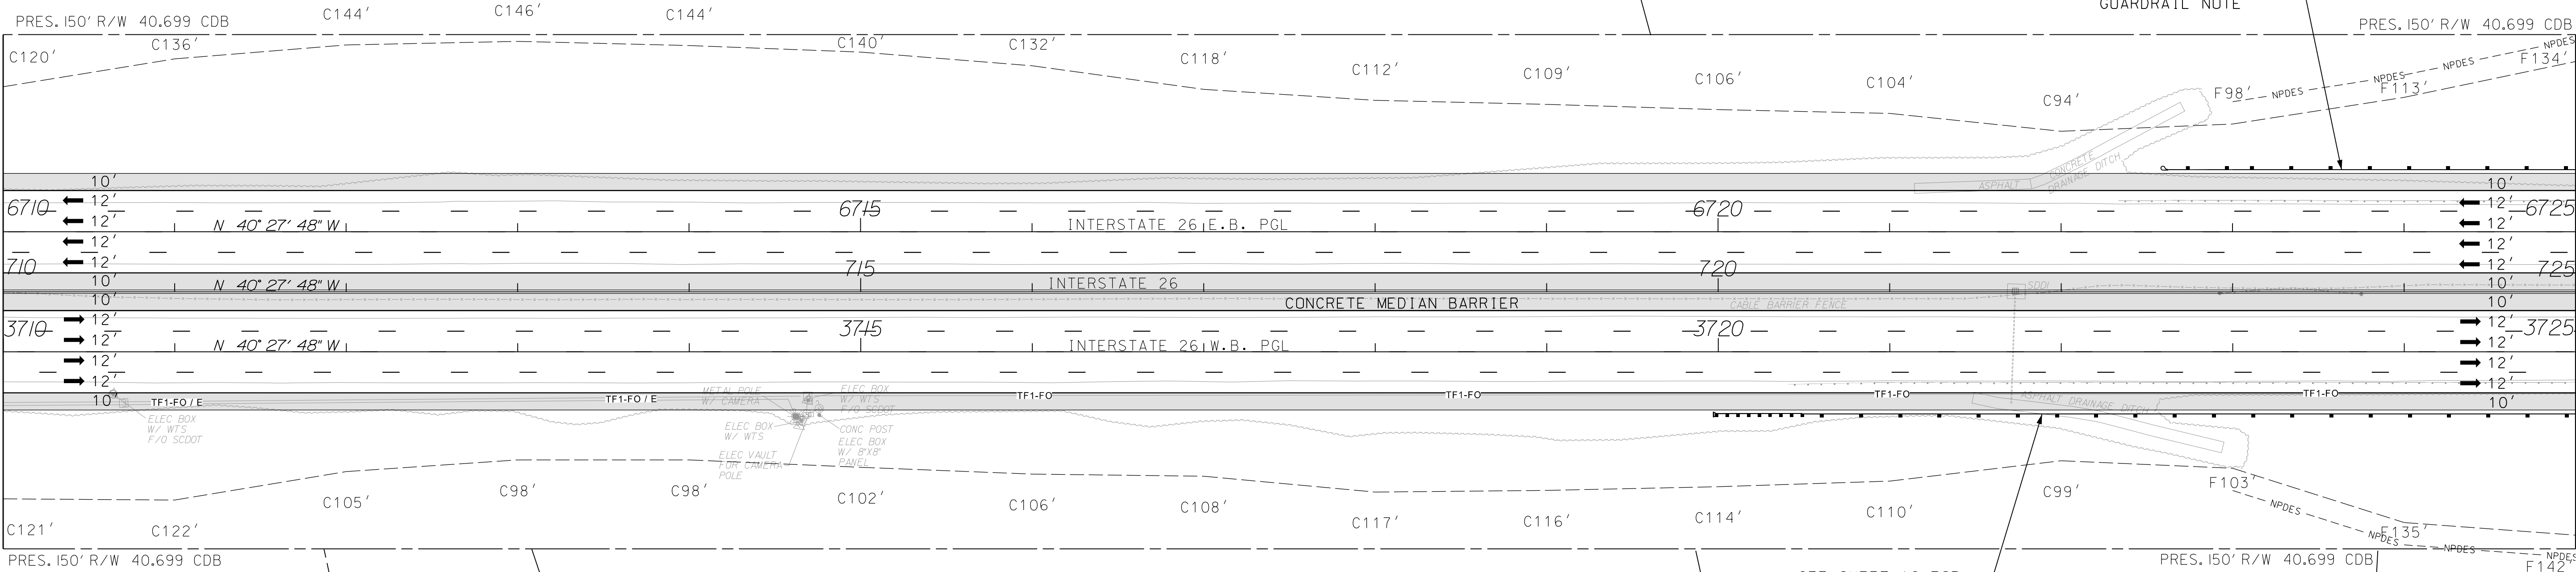 GUARDRAIL NOTE
PRES. 150' R/W 40.699 CDB
C144'
C146'
C144'
PRES. 150' R/W 40.699 CDB
C120'
C136'
C140'
C132'
C118'
C112'
C109'
C106'
C104'
C94'
F98'
NPDES
NPDES
F113'
NPDES
F134'
NPDES
CONCRETE
DRAINAGE DITCH
ASPHALT
10'
10'
6710
12'
6715
6720
12'
6725
12'
N 40° 27' 48" W
INTERSTATE 26 E.B. PGL
12'
12'
12'
710
12'
715
720
12'
725
10'
N 40° 27' 48" W
INTERSTATE 26
SDDI
10'
10'
CONCRETE MEDIAN BARRIER
CABLE BARRIER FENCE
10'
3710
12'
3715
3720
12'
3725
12'
N 40° 27' 48" W
INTERSTATE 26 W.B. PGL
12'
12'
12'
12'
12'
10'
TF1-FO / E
TF1-FO / E
TF1-FO
TF1-FO
TF1-FO
TF1-FO
10'
METAL POLE
W/ CAMERA
ELEC BOX
W/ WTS
F/O SCDOT
ASPHALT DRAINAGE DITCH
ELEC BOX
W/ WTS
F/O SCDOT
ELEC BOX
W/ WTS
CONC POST
ELEC BOX
W/ 8"X8"
PANEL
ELEC VAULT
FOR CAMERA
POLE
C121'
C122'
C105'
C98'
C98'
C102'
C106'
C108'
C117'
C116'
C114'
C110'
C99'
F103'
NPDES
F135'
NPDES
NPDES
NPDES
F142'
PRES. 150' R/W 40.699 CDB
PRES. 150' R/W 40.699 CDB